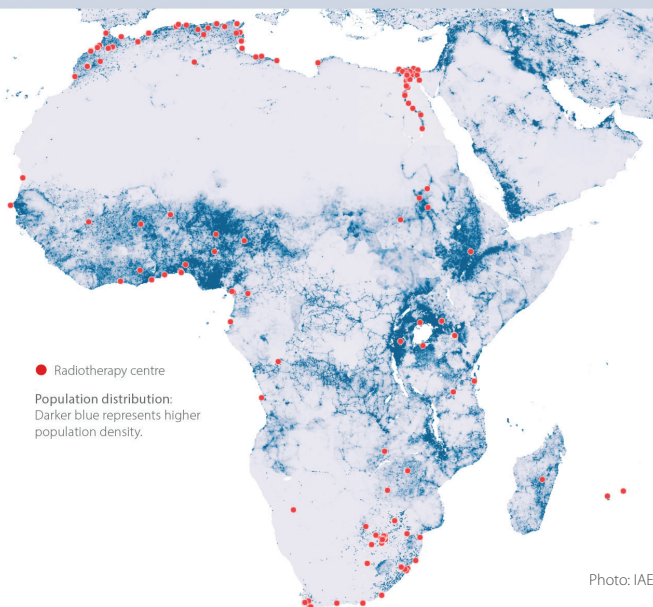 Radiotherapy centre
Population distribution:
Darker blue represents higher
population density.
Photo: IAE